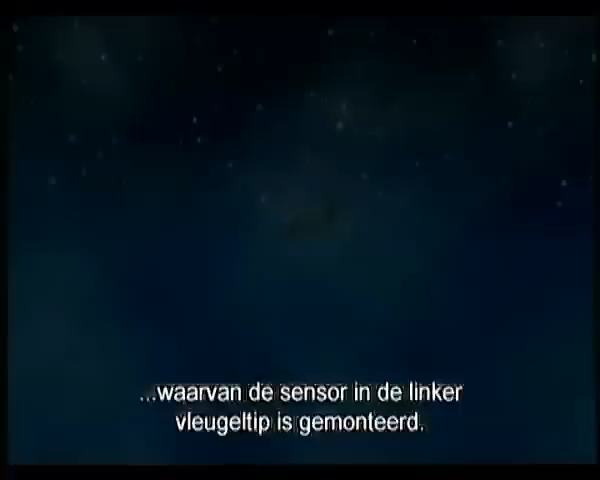 ...waarvan de sensor in de linker
vleugeltip is gemonteerd.